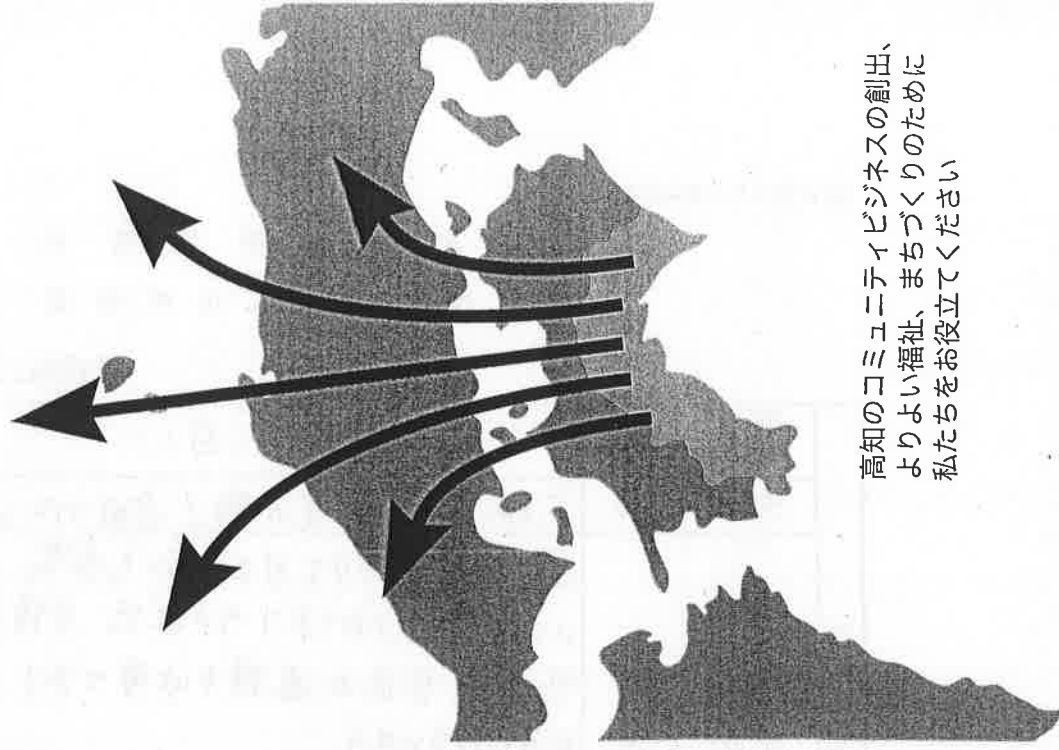 高知のコミュニティビジネスの創出、
よりよい福祉、まちづくりのために
私たちをお役立てください